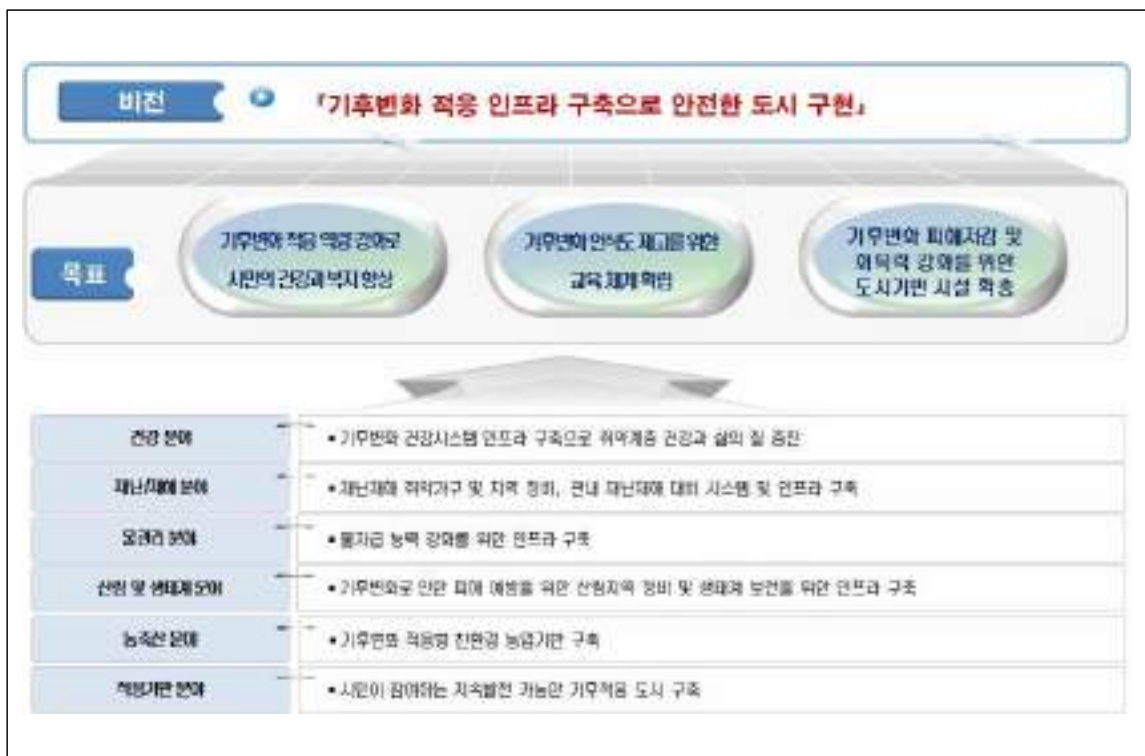 비전
『기후변화 적응 인프라 구축으로 안전한 도시 구현』
목표
기후변화 적응 역량 강화로
시민의 건강과 복지 향상
기후변화 인식도 제고를 위한
교육 체계 확립
기후변화 피해저감 및
회복력 강화를 위한
도시기반 시설 확충
건강 분야
• 기후변화 건강시스템 인프라 구축으로 취약계층 건강과 삶의 질 증진
재난/재해 분야
• 재난재해 취약가구 및 지역 정비, 관내 재난재해 대비 시스템 및 인프라 구축
물관리 분야
• 물자급 능력 강화를 위한 인프라 구축
산림 및 생태계 분야
• 기후변화로 인한 피해 예방을 위한 산림지역 정비 및 생태계 보전을 위한 인프라 구축
농축산 분야
• 기후변화 적응형 친환경 농업기반 구축
적응기반 분야
• 시민이 참여하는 지속발전 가능한 기후적응 도시 구축